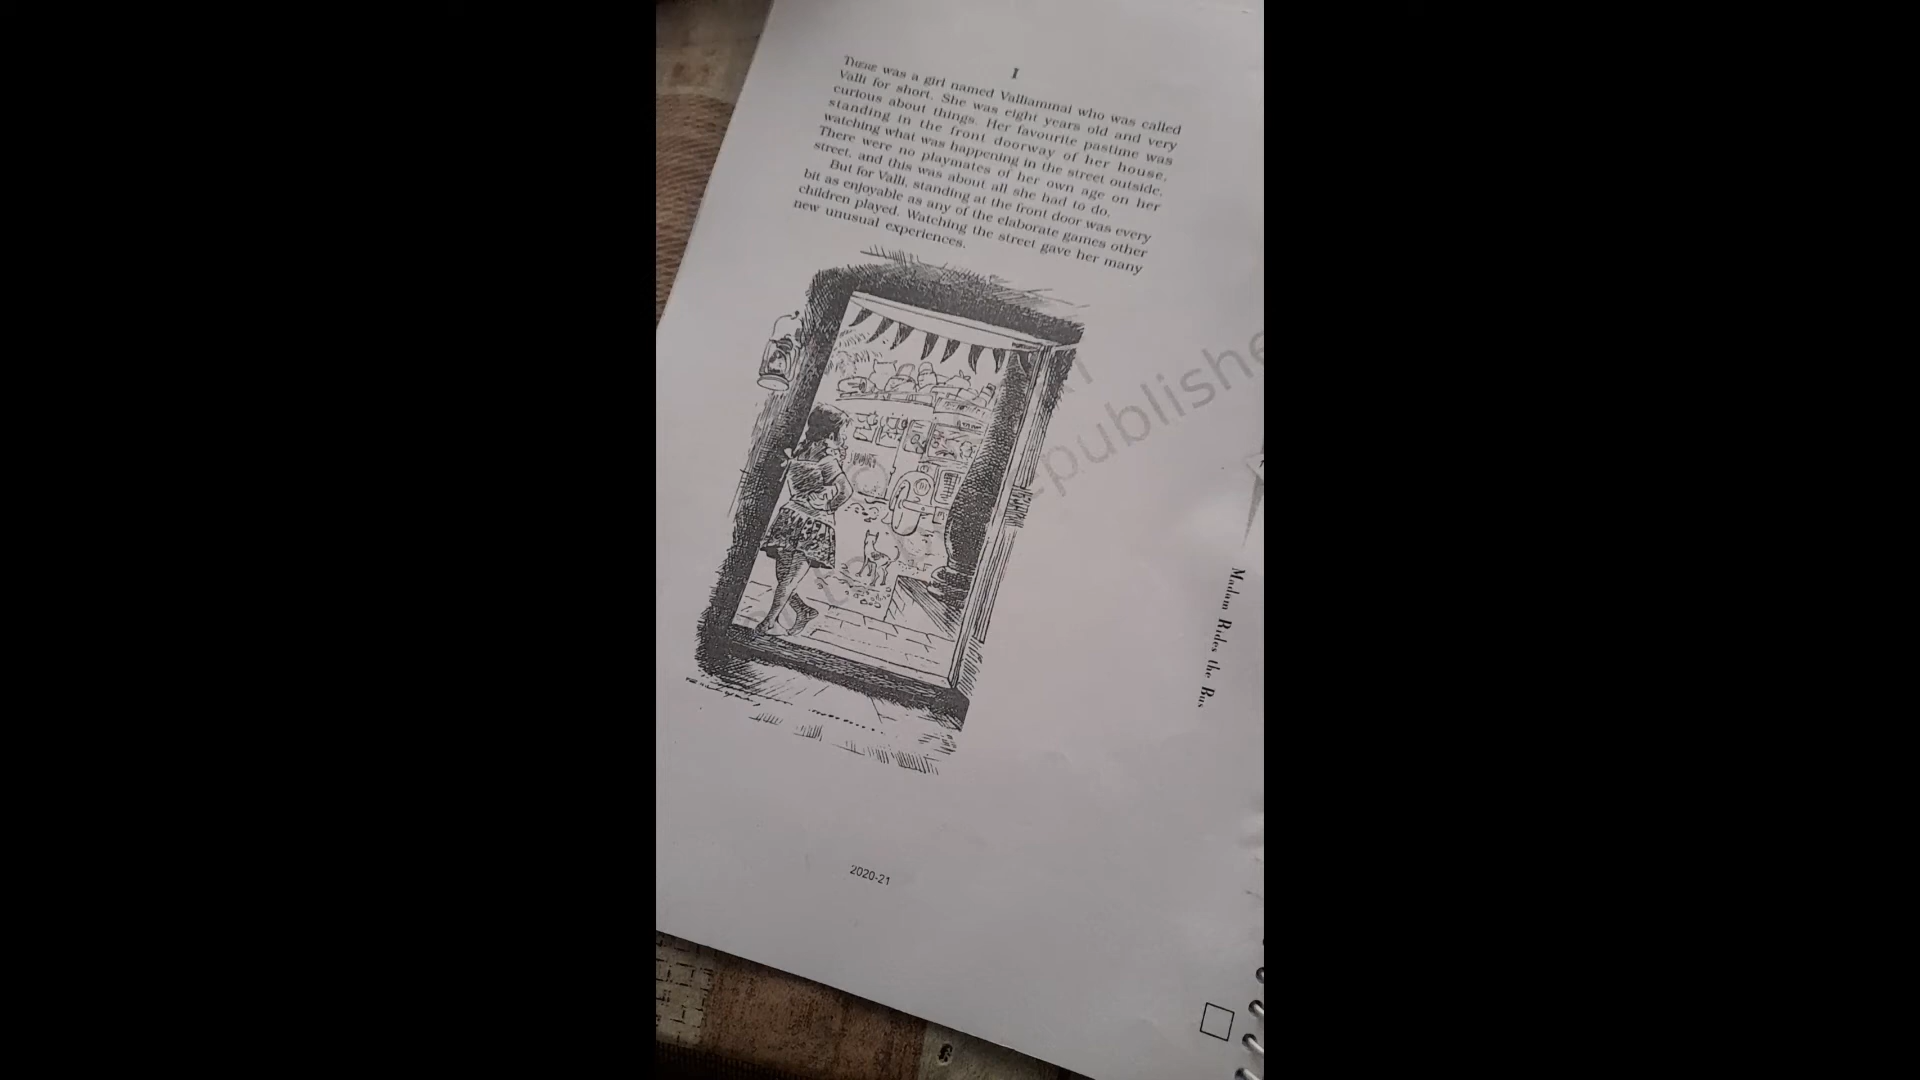 I
THERE was a girl named Valliammai who was called
Valli for short. She was eight years old and very
curious about things. Her favourite pastime was
standing in the front doorway of her house,
watching what was happening in the street outside.
There were no playmates of her own age on her
street, and this was about all she had to do.
But for Valli, standing at the front door was every
bit as enjoyable as any of the elaborate games other
children played. Watching the street gave her many
new unusual experiences.
to be republishe
Madam Rides the Bus
2020-21